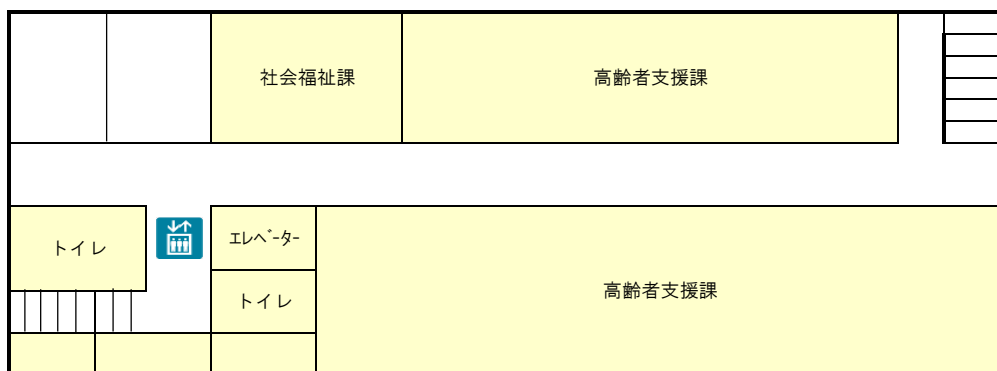 社会福祉課
高齢者支援課
トイレ
エレベーター
トイレ
高齢者支援課